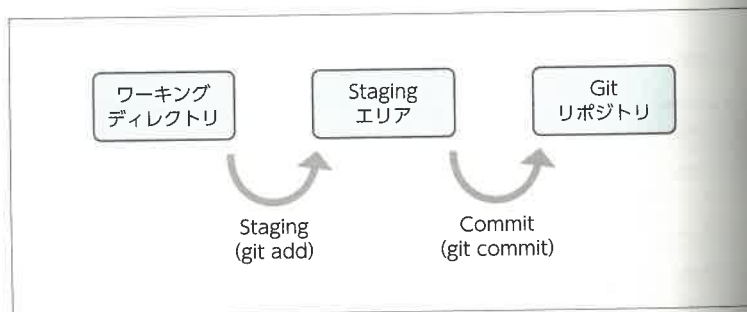 ワーキング
ディレクトリ
Staging
エリア
Git
リポジトリ
Staging
(git add)
Commit
(git commit)